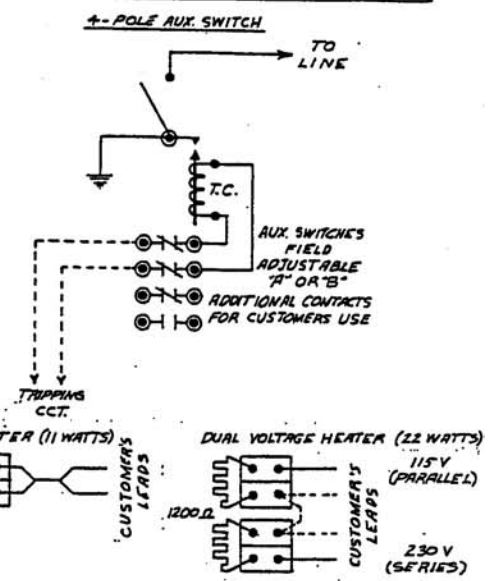 4-POLE AUX. SWITCH
TO
LINE
T.C.
AUX. SWITCHES
FIELD
ADJUSTABLE
"A" OR "B"
ADDITIONAL CONTACTS
FOR CUSTOMERS USE
TRIPPING
CCT.
TER (11 WATTS)
CUSTOMER'S
LEADS
DUAL VOLTAGE HEATER (22 WATTS)
115 V
(PARALLEL)
1200Ω
CUSTOMER'S
LEADS
230 V
(SERIES)